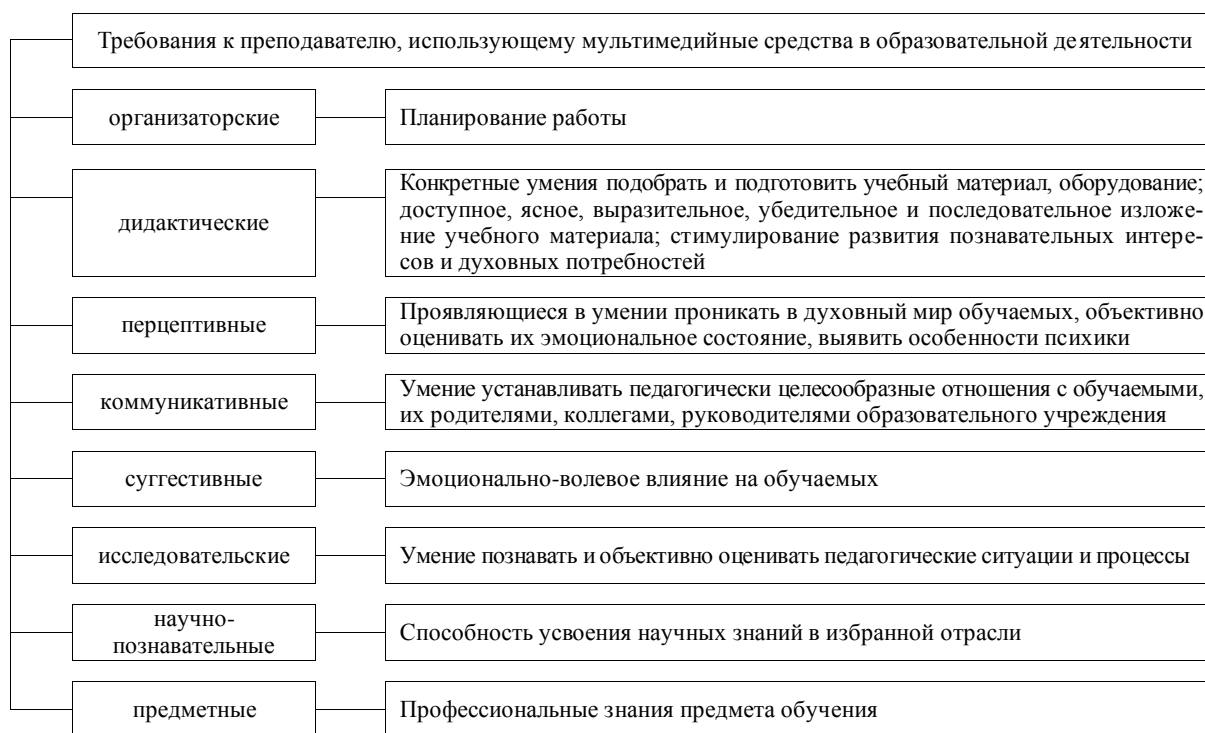 Требования к преподавателю, использующему мультимедийные средства в образовательной деятельности
организаторские
Планирование работы
дидактические
Конкретные умения подобрать и подготовить учебный материал, оборудование;
доступное, ясное, выразительное, убедительное и последовательное изложе-
ние учебного материала; стимулирование развития познавательных интере-
сов и духовных потребностей
перцептивные
Проявляющиеся в умении проникать в духовный мир обучаемых, объективно
оценивать их эмоциональное состояние, выявить особенности психики
коммуникативные
Умение устанавливать педагогически целесообразные отношения с обучаемыми,
их родителями, коллегами, руководителями образовательного учреждения
суггестивные
Эмоционально-волевое влияние на обучаемых
исследовательские
Умение познавать и объективно оценивать педагогические ситуации и процессы
научно-
познавательные
Способность усвоения научных знаний в избранной отрасли
предметные
Профессиональные знания предмета обучения